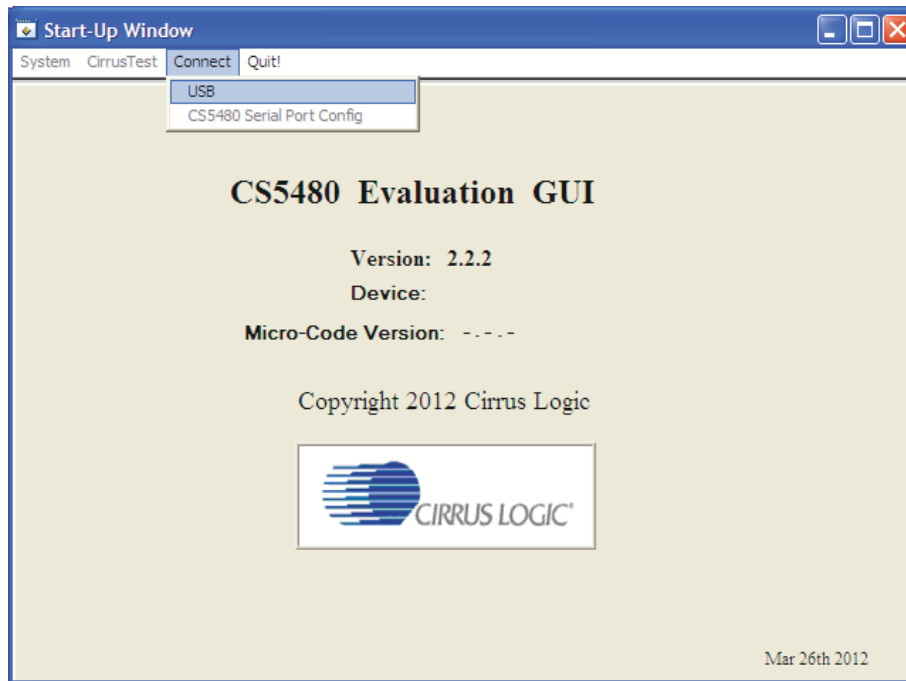 Start-Up Window
System CirrusTest Connect Quit!
USB
CS5480 Serial Port Config
CS5480 Evaluation GUI
Version: 2.2.2
Device:
Micro-Code Version: -.-.-
Copyright 2012 Cirrus Logic
CIRRUS LOGIC®
Mar 26th 2012